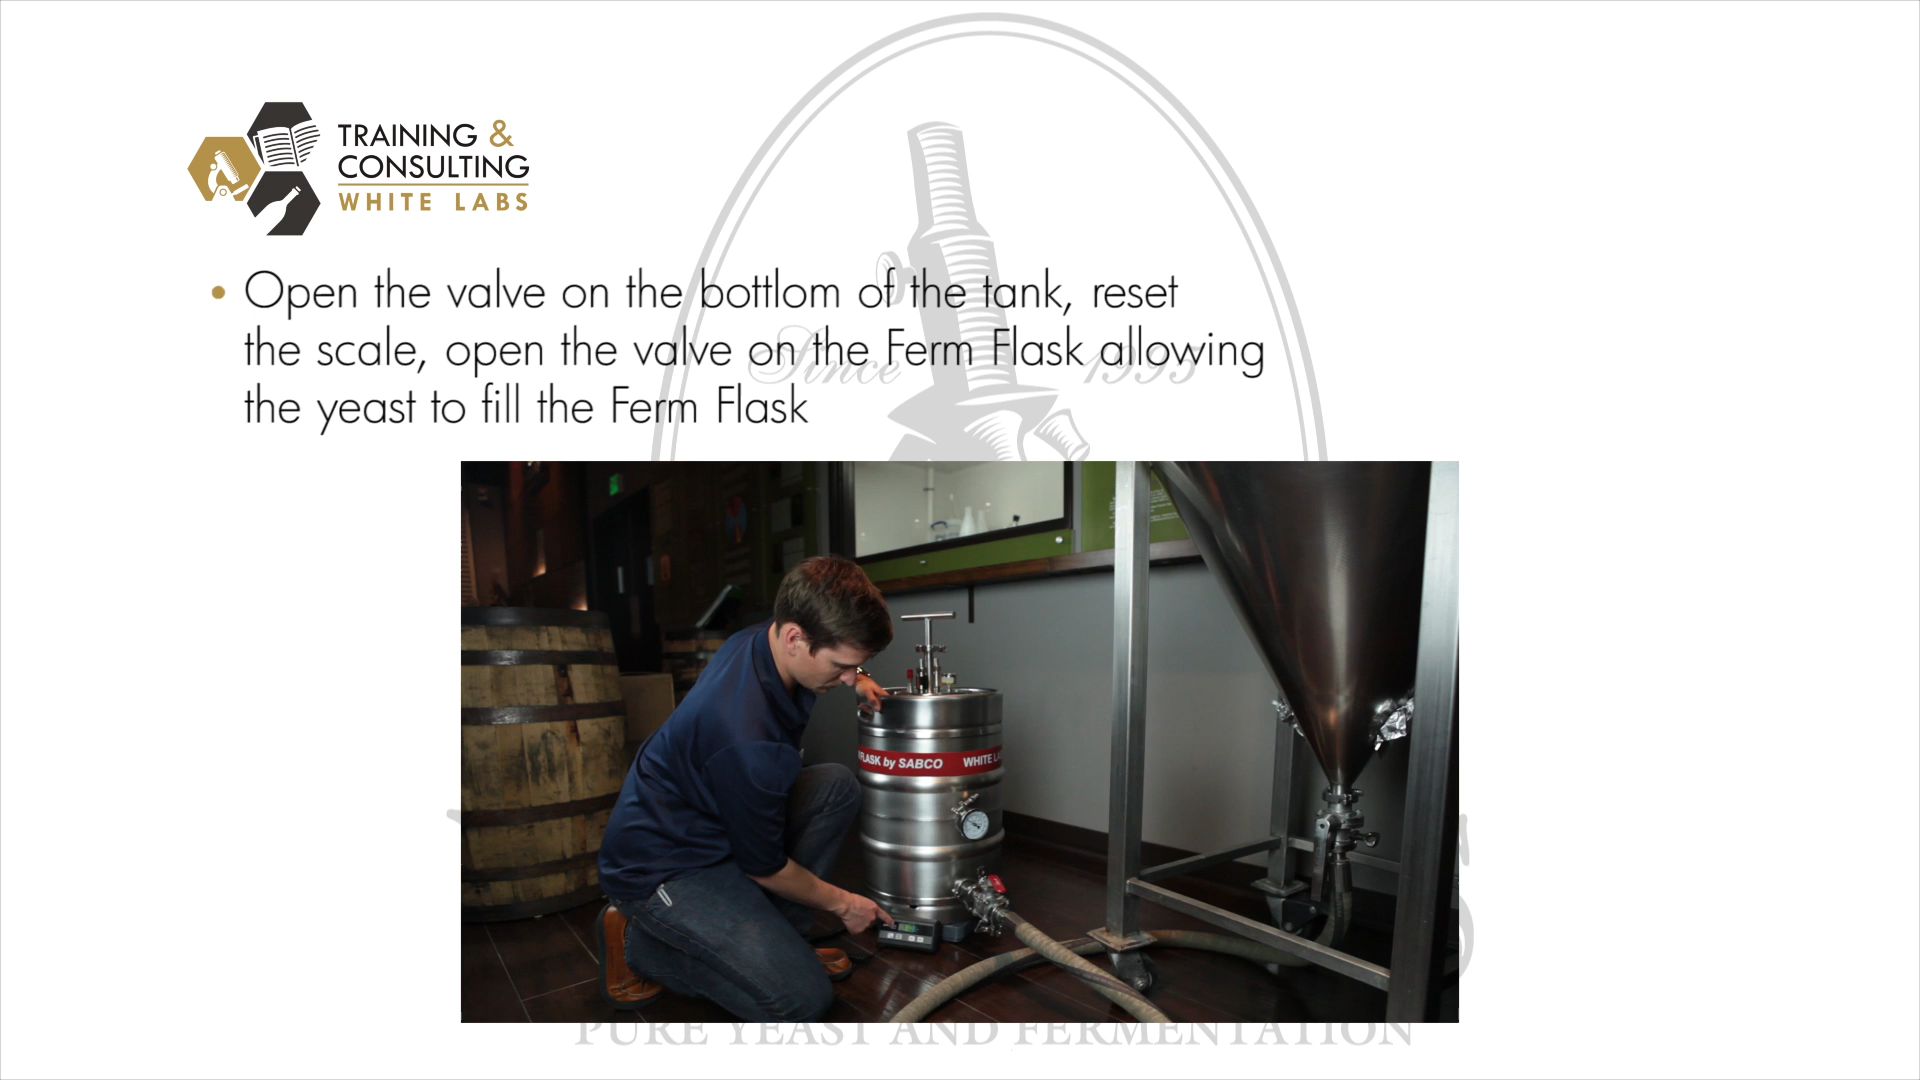 TRAINING &
CONSULTING
WHITE LABS
• Open the valve on the bottlom of the tank, reset
the scale, open the valve on the Ferm Flask allowing
the yeast to fill the Ferm Flask
Since 1995
FLASK by SABCO WHITE L
PURE YEAST AND FERMENTATION